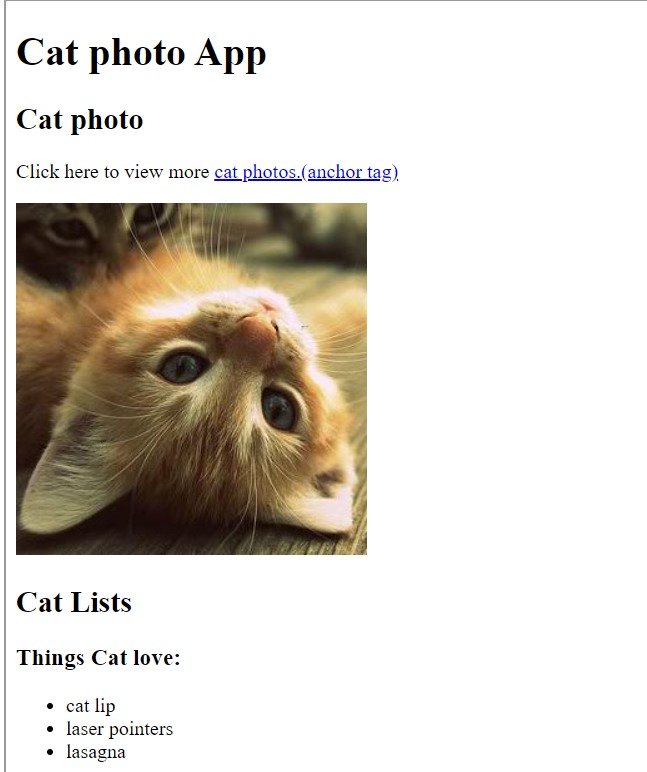 Cat photo App
Cat photo
Click here to view more cat photos.(anchor tag)
Cat Lists
Things Cat love:
cat lip
laser pointers
lasagna